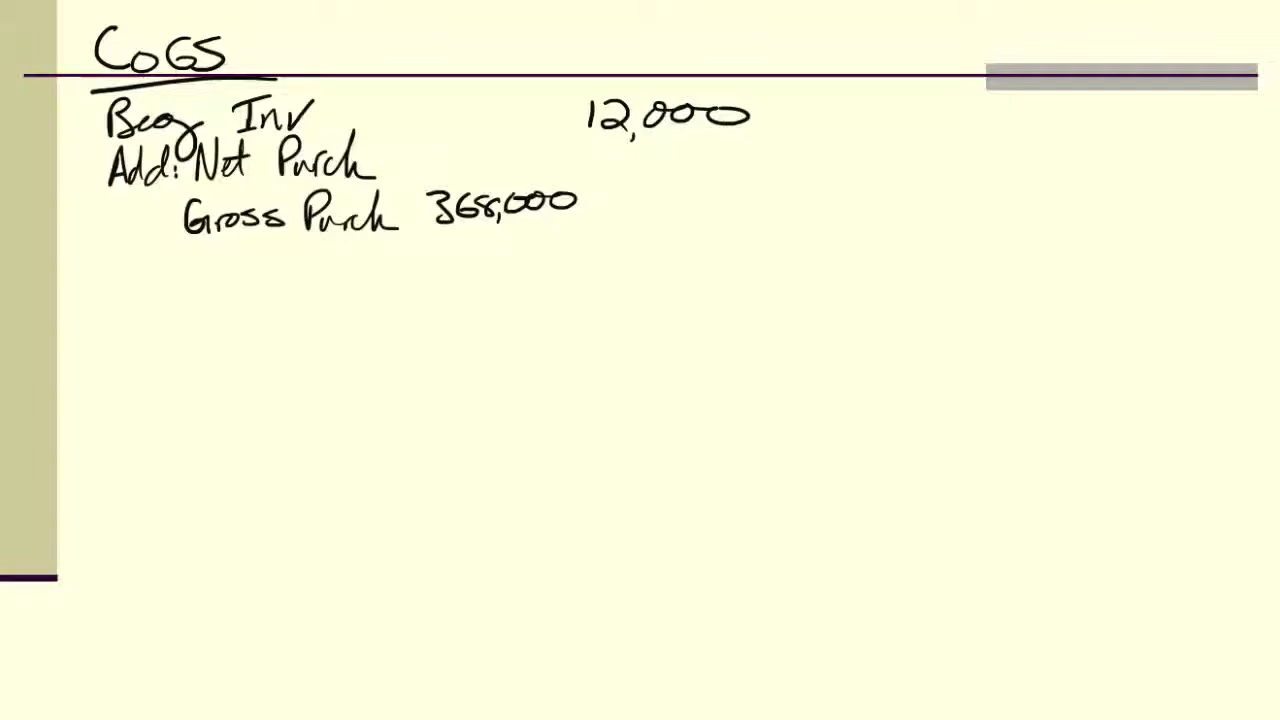 COGS
Beg Inv 12,000
Add: Net Purch
Gross Purch 368,000